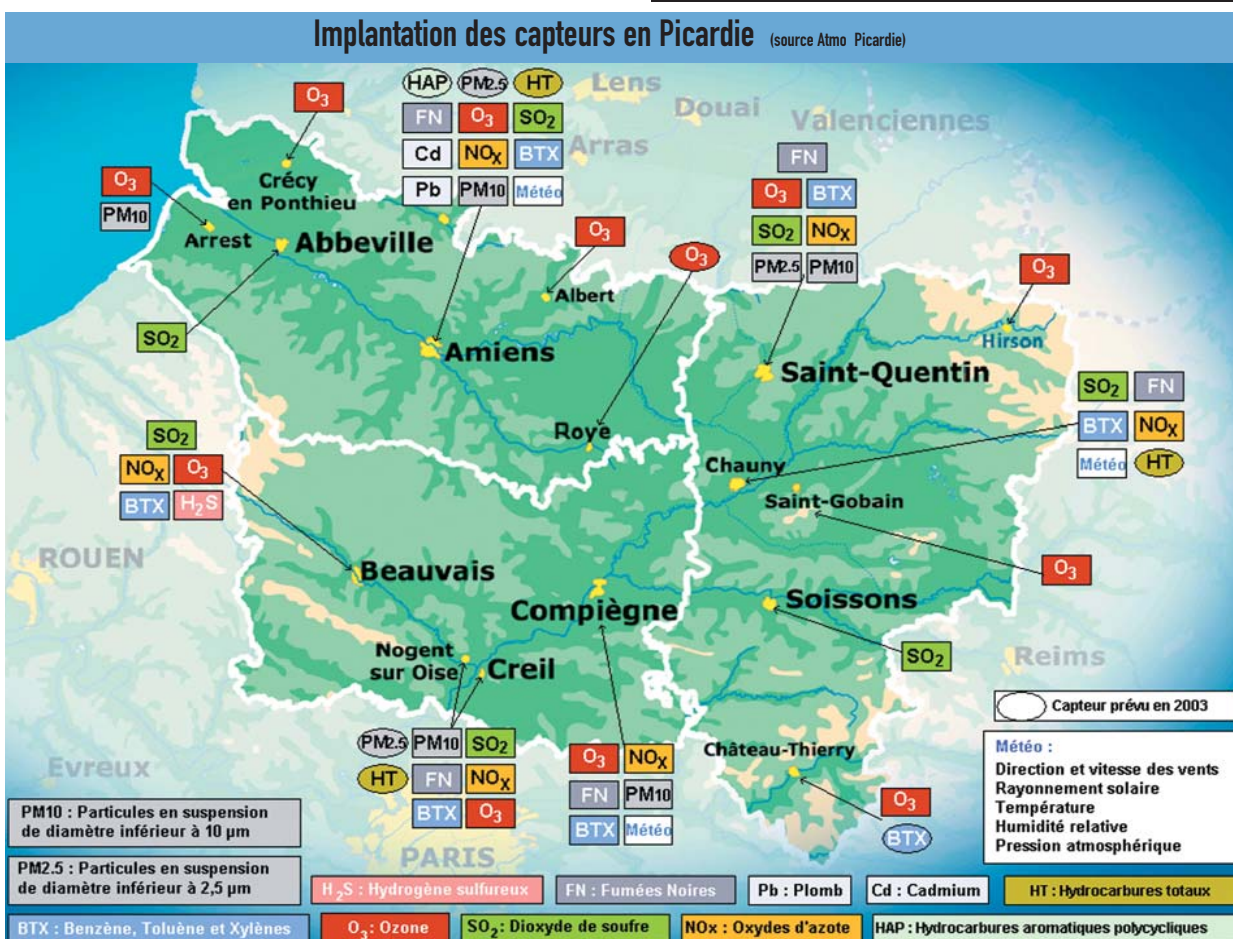 Implantation des capteurs en Picardie (source Atmo Picardie)
HAP PM2.5 HT
FN O3 SO2
Cd NOX BTX
Pb PM10 Météo
O3
Lens
Douai
Valenciennes
Arras
FN
O3 BTX
SO2 NOX
PM2.5 PM10
O3
PM10
Crécy
en Ponthieu
Arrest
Abbeville
O3
Albert
O3
O3
Hirson
SO2
Amiens
Saint-Quentin
SO2 FN
BTX NOX
Météo HT
Roye
SO2
NOX O3
BTX H2S
Chauny
Saint-Gobain
ROUEN
O3
Beauvais
Compiègne
Soissons
Nogent
sur Oise
Creil
SO2
Reims
Capteur prévu en 2003
PM2.5 PM10 SO2
HT FN NOX
BTX O3
O3 NOX
FN PM10
BTX Météo
Château-Thierry
O3
BTX
Evreux
PARIS
Météo :
Direction et vitesse des vents
Rayonnement solaire
Température
Humidité relative
Pression atmosphérique
PM10 : Particules en suspension
de diamètre inférieur à 10 µm
PM2.5 : Particules en suspension
de diamètre inférieur à 2,5 µm
H2S : Hydrogène sulfureux
FN : Fumées Noires
Pb : Plomb
Cd : Cadmium
HT : Hydrocarbures totaux
BTX : Benzène, Toluène et Xylènes
O3 : Ozone
SO2 : Dioxyde de soufre
NOx : Oxydes d'azote
HAP : Hydrocarbures aromatiques polycycliques